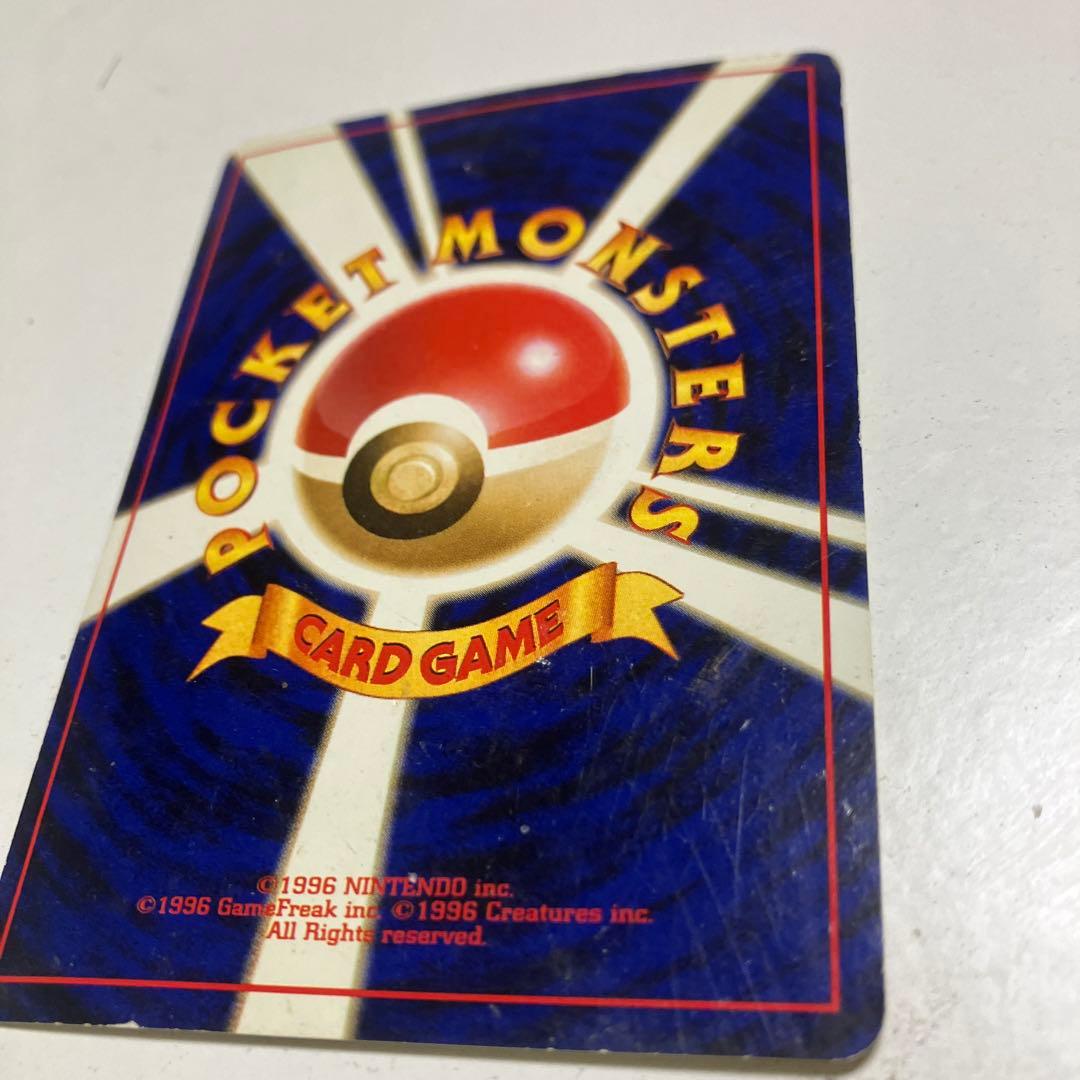 POCKET MONSTERS
CARD GAME
©1996 NINTENDO inc.
©1996 GameFreak inc. ©1996 Creatures inc.
All Rights reserved.